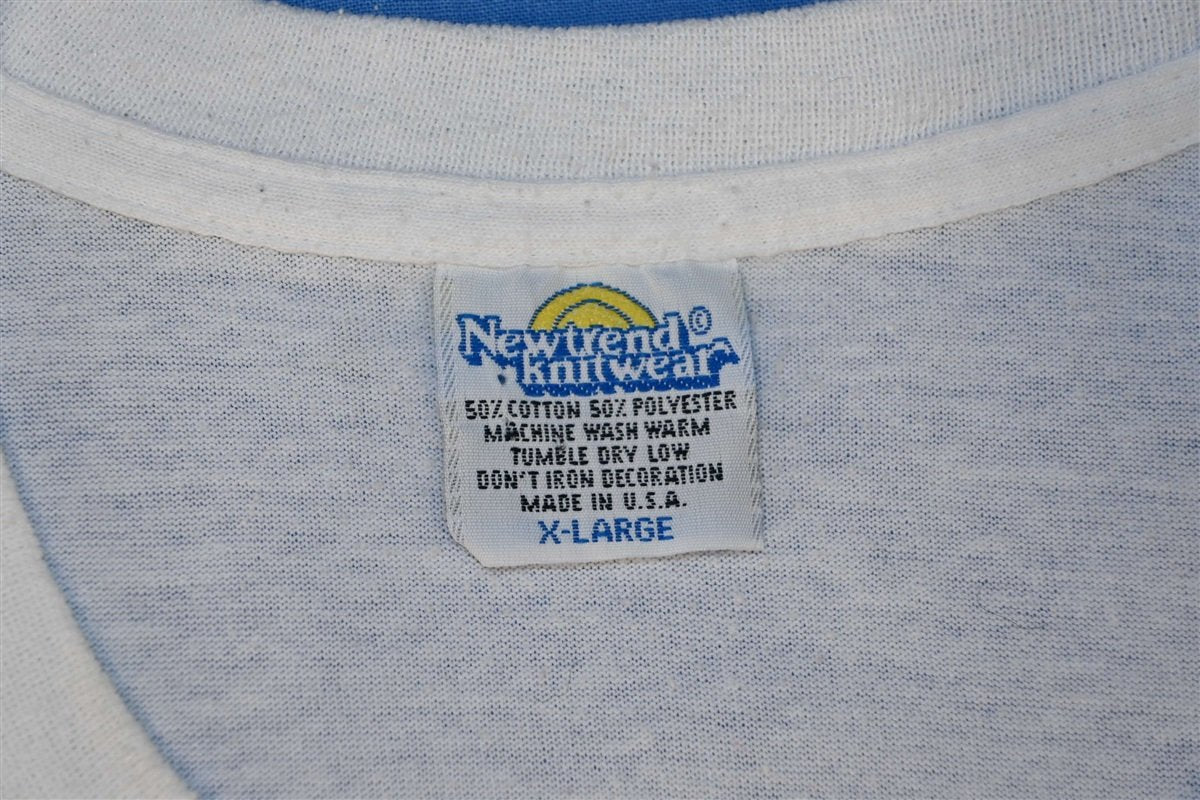 Newtrend ©
knitwear
50% COTTON 50% POLYESTER
MACHINE WASH WARM
TUMBLE DRY LOW
DON'T IRON DECORATION
MADE IN U.S.A.
X-LARGE